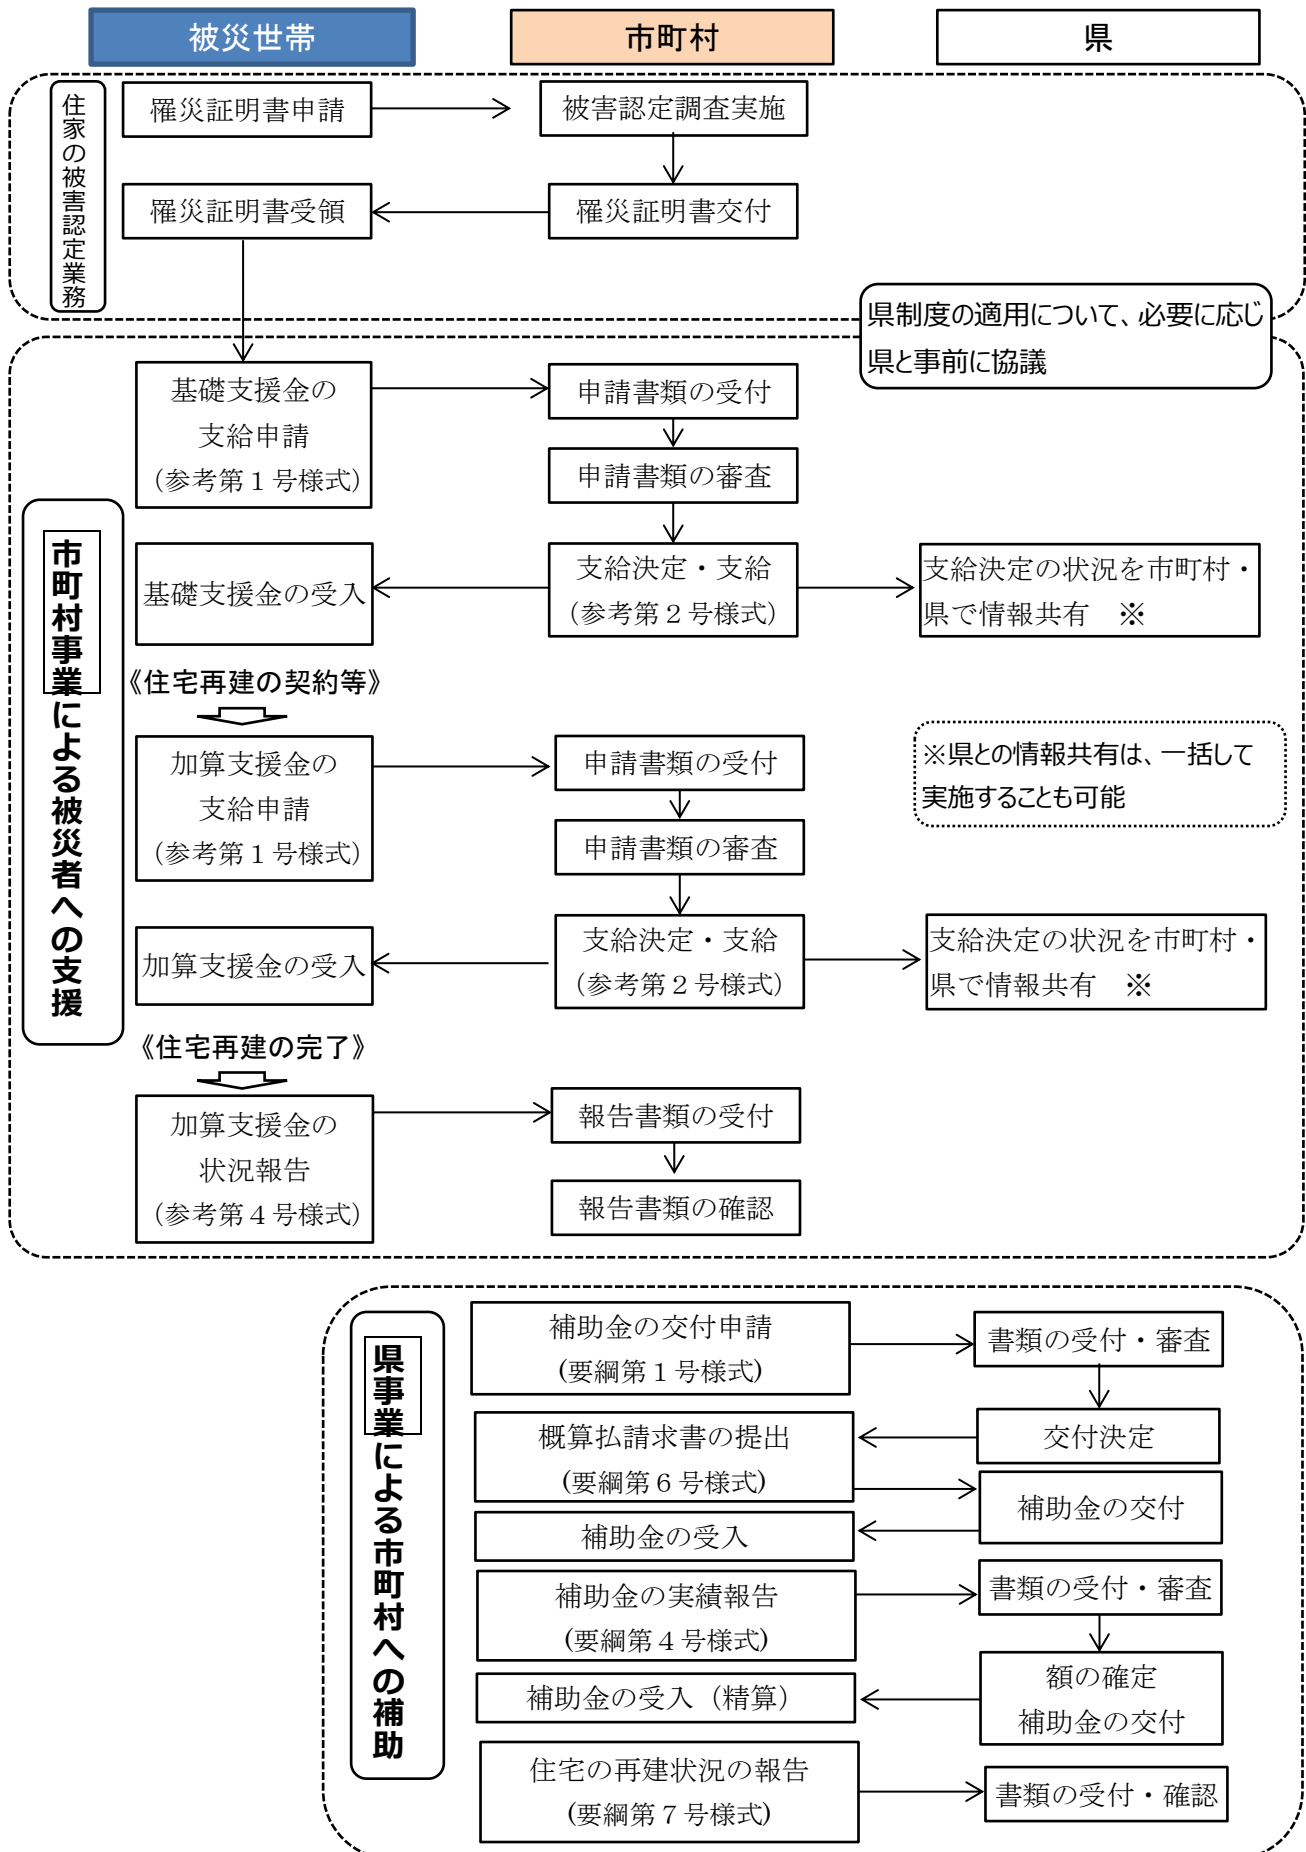 被災世帯
市町村
県
住家の被害認定業務
罹災証明書申請
被害認定調査実施
罹災証明書受領
罹災証明書交付
県制度の適用について、必要に応じ
県と事前に協議
市町村事業による被災者への支援
基礎支援金の
支給申請
(参考第1号様式)
申請書類の受付
申請書類の審査
基礎支援金の受入
支給決定・支給
(参考第2号様式)
支給決定の状況を市町村・
県で情報共有 ※
《住宅再建の契約等》
加算支援金の
支給申請
(参考第1号様式)
申請書類の受付
※県との情報共有は、一括して
実施することも可能
申請書類の審査
加算支援金の受入
支給決定・支給
(参考第2号様式)
支給決定の状況を市町村・
県で情報共有 ※
《住宅再建の完了》
加算支援金の
状況報告
(参考第4号様式)
報告書類の受付
報告書類の確認
県事業による市町村への補助
補助金の交付申請
(要綱第1号様式)
書類の受付・審査
概算払請求書の提出
(要綱第6号様式)
交付決定
補助金の交付
補助金の受入
補助金の実績報告
(要綱第4号様式)
書類の受付・審査
補助金の受入（精算）
額の確定
補助金の交付
住宅の再建状況の報告
(要綱第7号様式)
書類の受付・確認